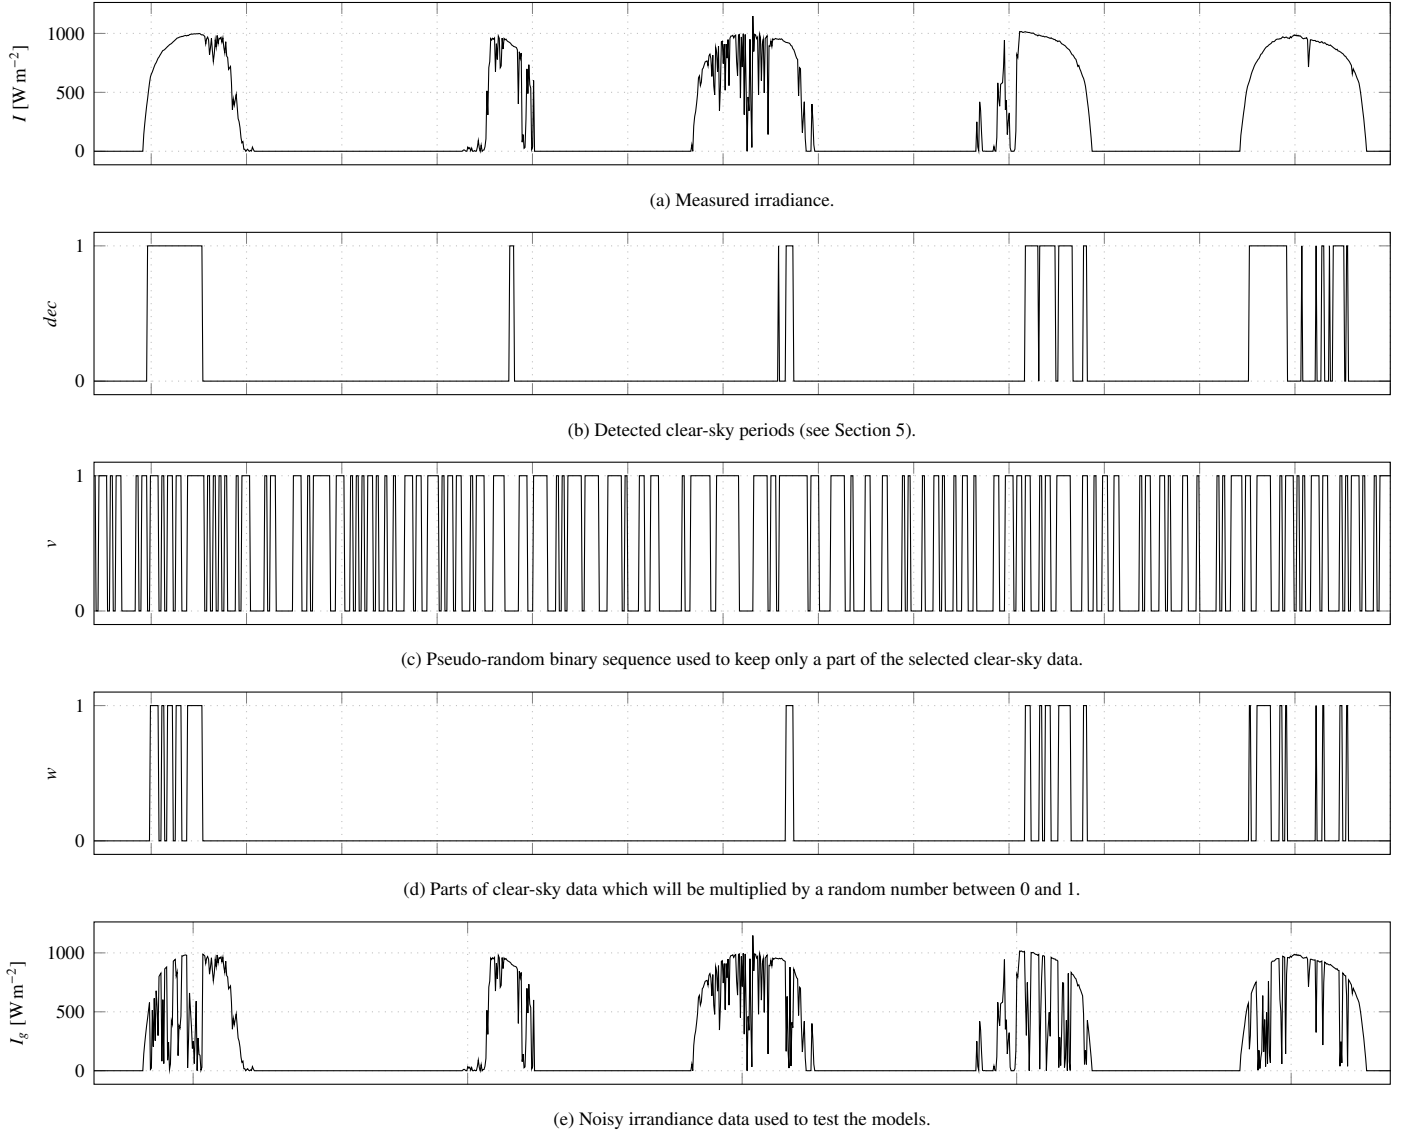 1000
500
0
I [W m⁻²]
(a) Measured irradiance.
1
0
dec
(b) Detected clear-sky periods (see Section 5).
1
0
v
(c) Pseudo-random binary sequence used to keep only a part of the selected clear-sky data.
1
0
w
(d) Parts of clear-sky data which will be multiplied by a random number between 0 and 1.
1000
500
0
I_g [W m⁻²]
(e) Noisy irrandiance data used to test the models.